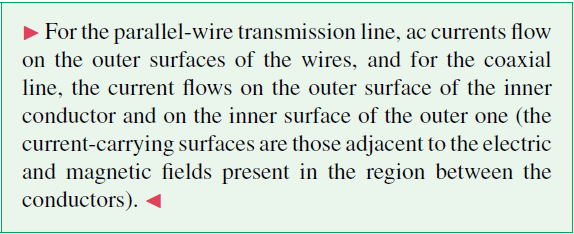 ▶ For the parallel-wire transmission line, ac currents flow
on the outer surfaces of the wires, and for the coaxial
line, the current flows on the outer surface of the inner
conductor and on the inner surface of the outer one (the
current-carrying surfaces are those adjacent to the electric
and magnetic fields present in the region between the
conductors). ◀